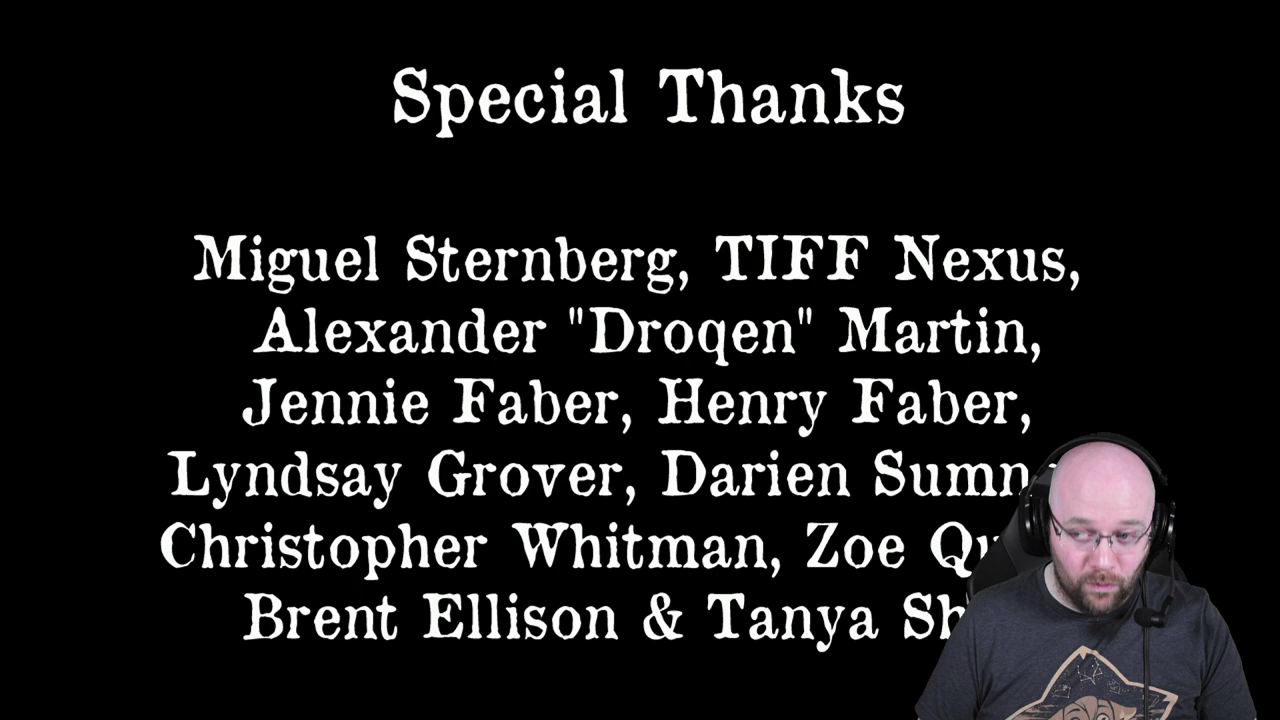 Special Thanks
Miguel Sternberg, TIFF Nexus,
Alexander "Droqen" Martin,
Jennie Faber, Henry Faber,
Lyndsay Grover, Darien
Christopher Whitman, Zoe
Brent Ellison & Tanya